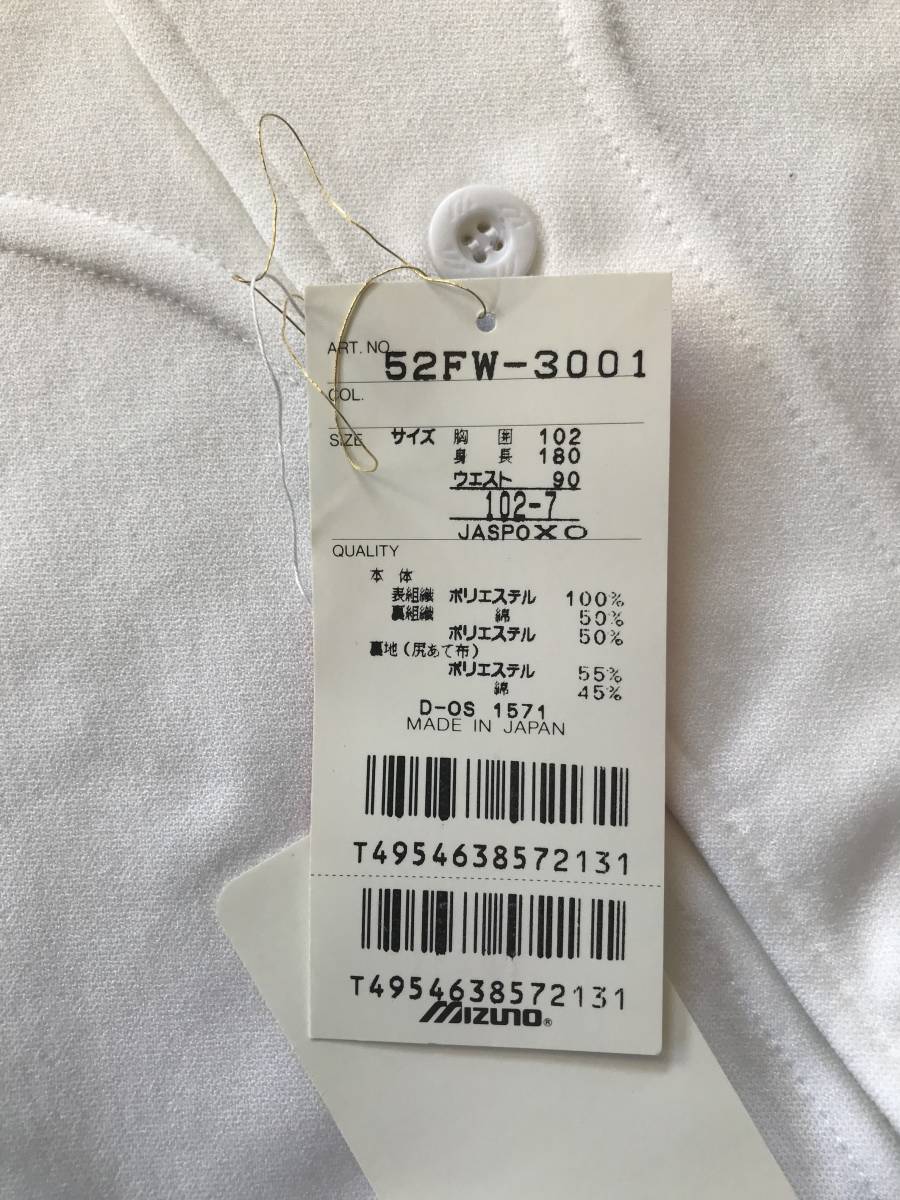 ART. NO. 52FW-3001
COL.
SIZE サイズ 胸囲 102
身長 180
ウエスト 90
102-7
JASPO XO
QUALITY
本体
表組織 ポリエステル 100%
裏組織 綿 50%
ポリエステル 50%
裏地(尻あて布)
ポリエステル 55%
綿 45%
D-OS 1571
MADE IN JAPAN
T4954638572131
T4954638572131
MIZUNO®